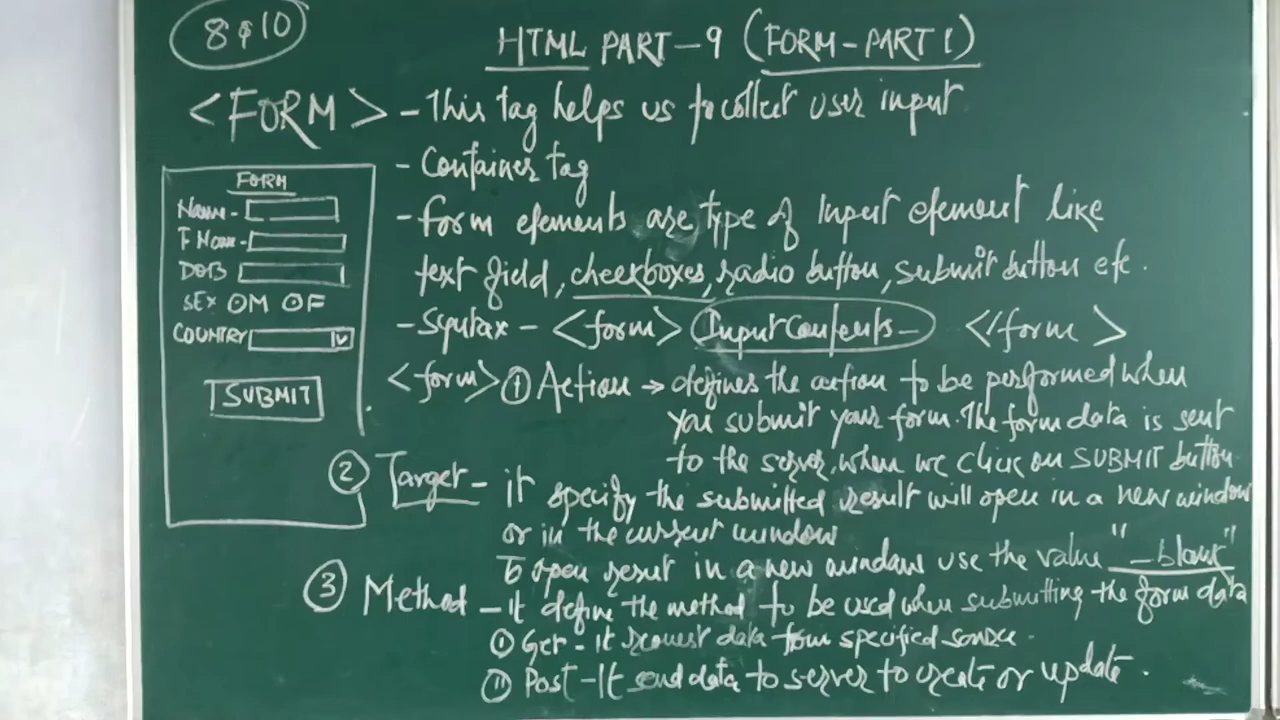 8 & 10
HTML PART-9 (FORM-PART 1)
<FORM> - This tag helps us to collect user input
- Container tag
- form elements are type of Input element like
text field, checkboxes, radio button, submit button etc.
- Syntax - <form> Input Contents - </form>
FORM
Name -
F Name -
DOB
SEX OM OF
COUNTRY
SUBMIT
<form> ① Action → defines the action to be performed when
you submit your form. The form data is sent
to the server, when we click on SUBMIT button
② Target - it specify the submitted result will open in a new window
or in the current window
To open result in a new window use the value "_blank"
③ Method - it define the method to be used when submitting the form data
(i) Get - it request data from specified source.
(ii) Post - It send data to server to create or update.